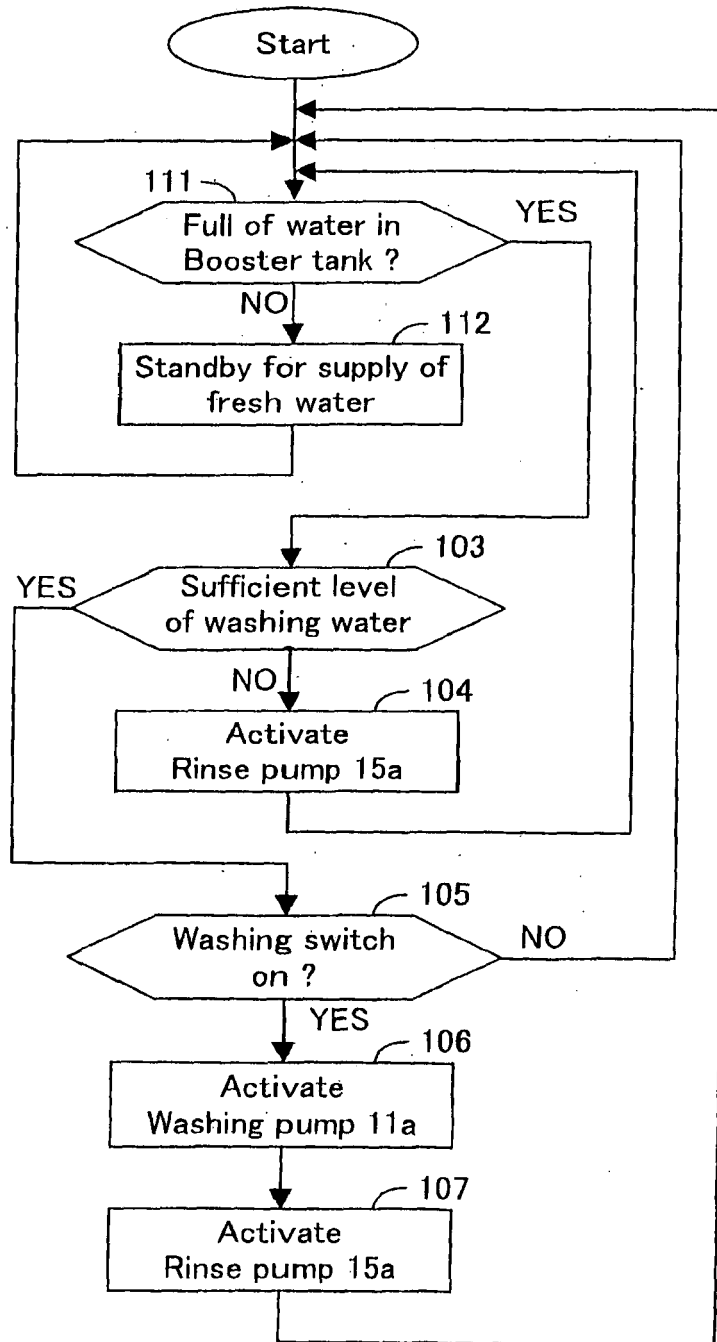 Start
111
YES
Full of water in
Booster tank ?
NO
112
Standby for supply of
fresh water
103
YES
Sufficient level
of washing water
NO
104
Activate
Rinse pump 15a
105
Washing switch
on ?
NO
YES
106
Activate
Washing pump 11a
107
Activate
Rinse pump 15a